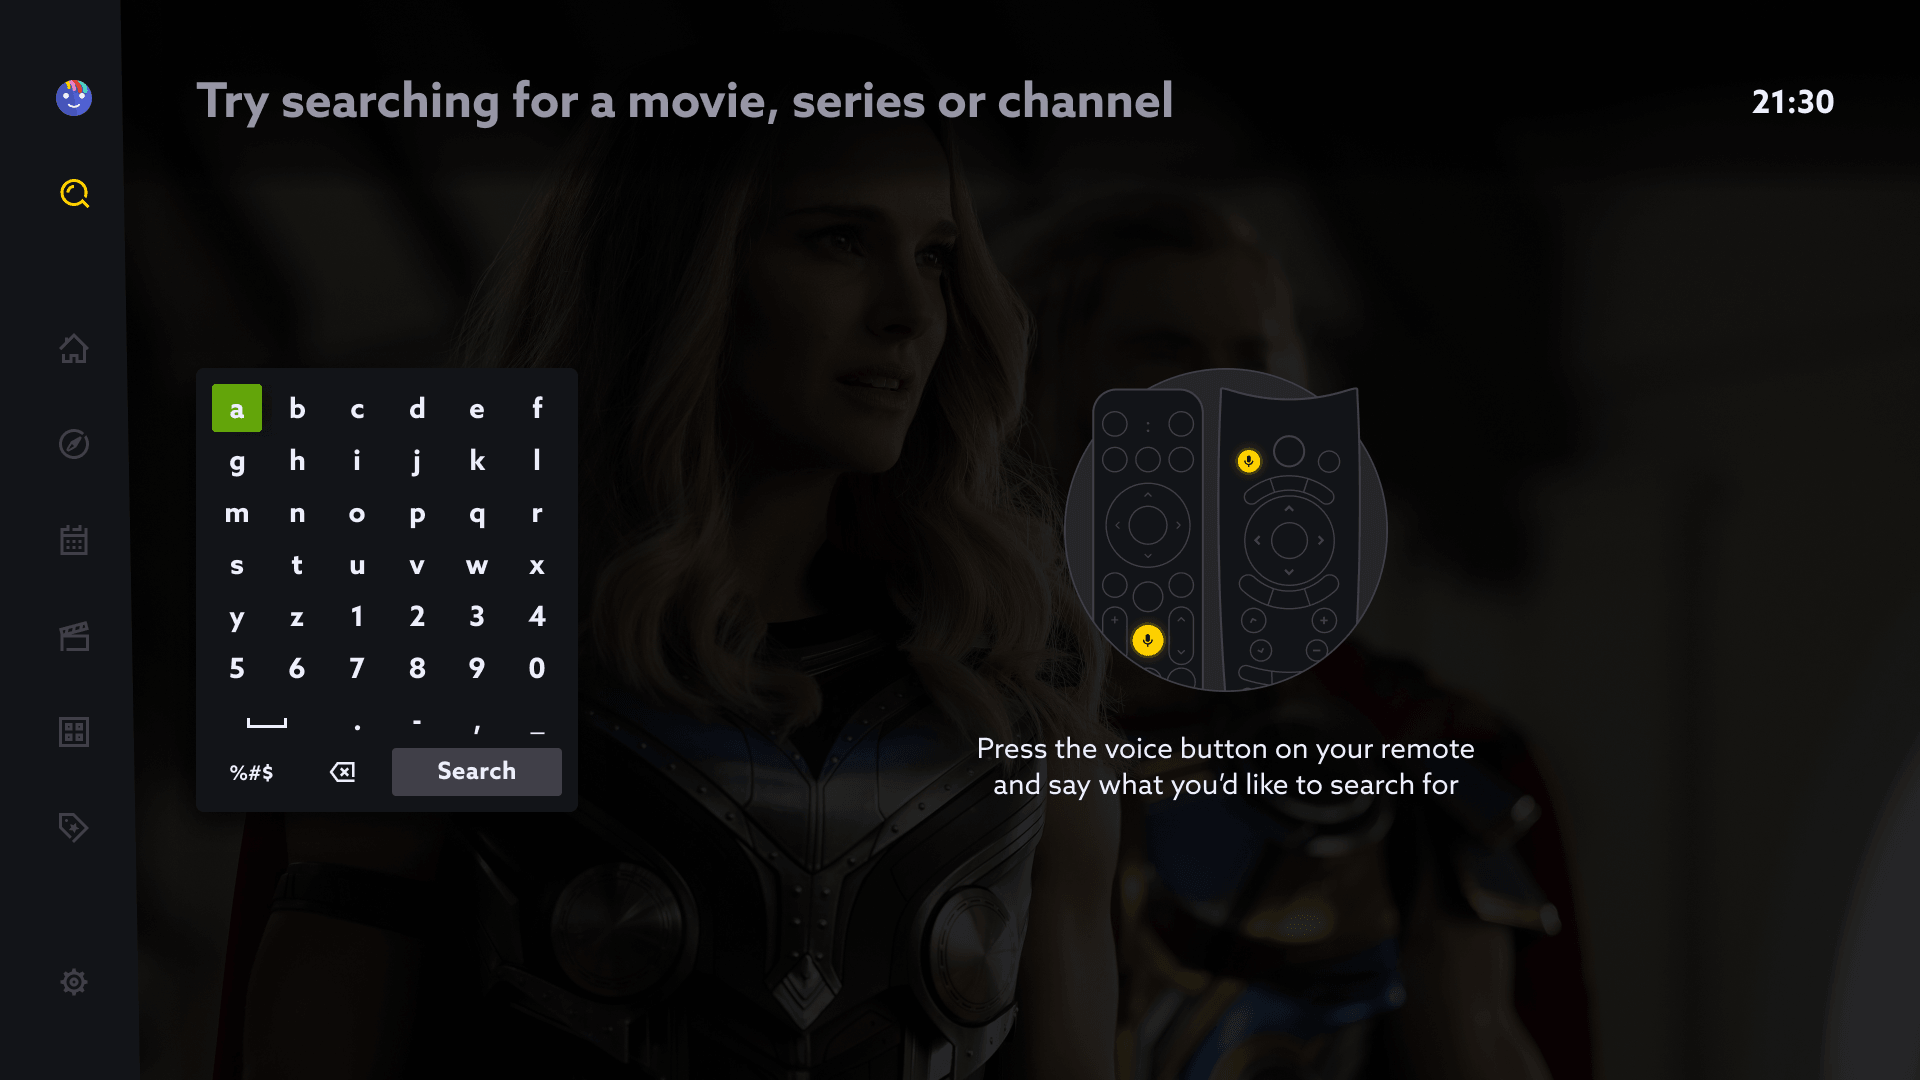 Try searching for a movie, series or channel
21:30
a b c d e f
g h i j k l
m n o p q r
s t u v w x
y z 1 2 3 4
5 6 7 8 9 0
. - , _
%#$ Search
Press the voice button on your remote
and say what you’d like to search for